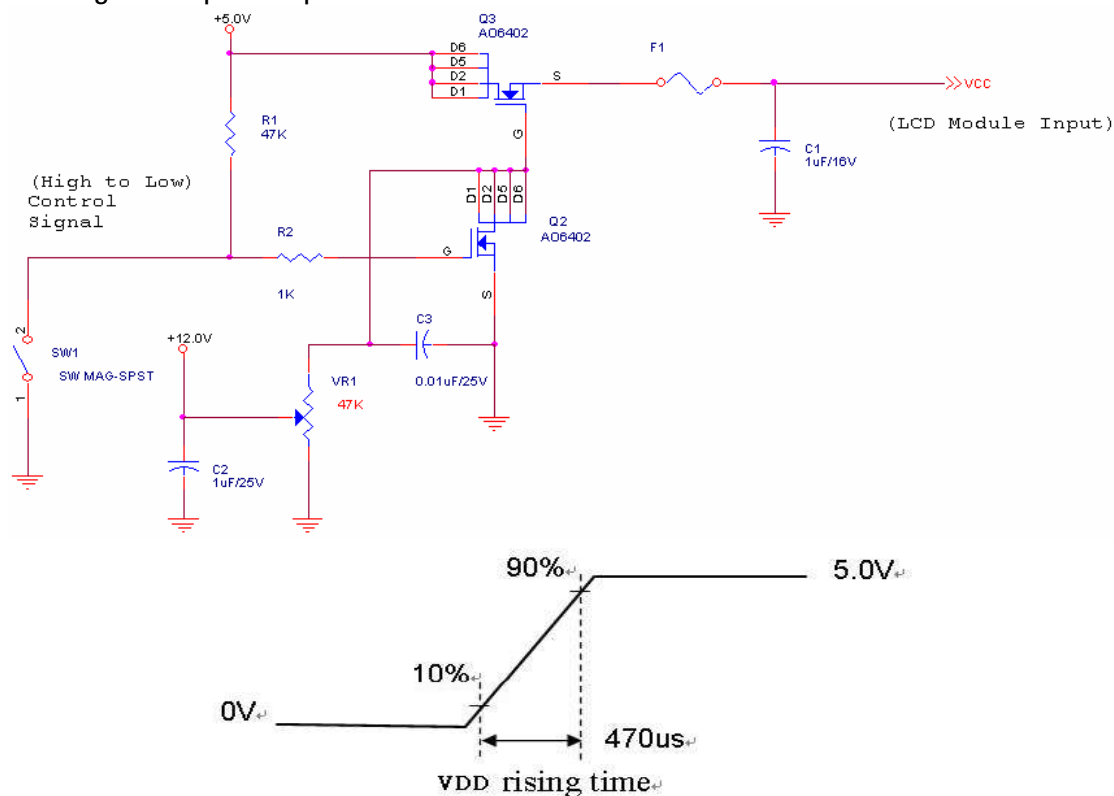 +5.0V
Q3
AO6402
D6
D5
D2
D1
S
G
F1
VCC
(LCD Module Input)
R1
47K
C1
1uF/16V
(High to Low)
Control
Signal
D1
D2
D5
D6
Q2
AO6402
R2
G
1K
S
C3
2
+12.0V
SW1
SW MAG-SPST
VR1
47K
0.01uF/25V
1
C2
1uF/25V
90%
5.0V
10%
0V
470us
VDD rising time